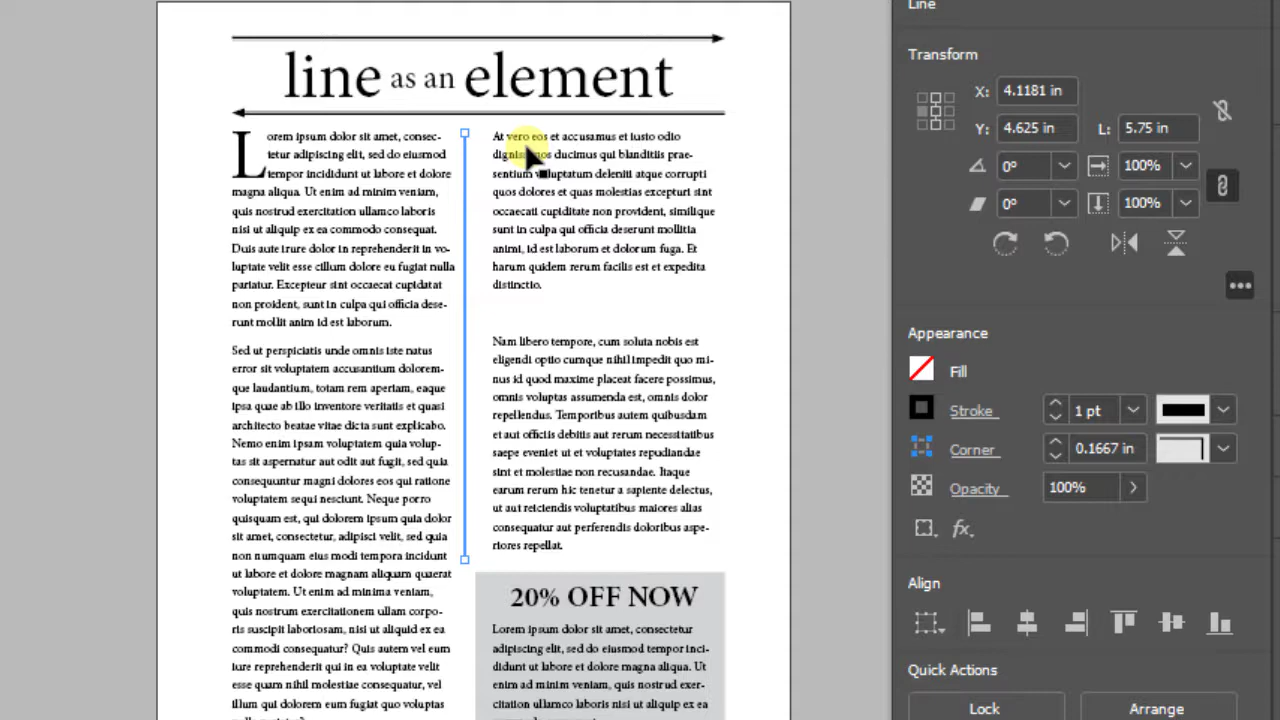 line as an element
orem ipsum dolor sit amet, consec-
tetur adipiscing elit, sed do eiusmod
L tempor incididunt ut labore et dolore
magna aliqua. Ut enim ad minim veniam,
quis nostrud exercitation ullamco laboris
nisi ut aliquip ex ea commodo consequat.
Duis aute irure dolor in reprehenderit in vo-
luptate velit esse cillum dolore eu fugiat nulla
pariatur. Excepteur sint occaecat cupidatat
non proident, sunt in culpa qui officia dese-
runt mollit anim id est laborum.
Sed ut perspiciatis unde omnis iste natus
error sit voluptatem accusantium dolorem-
que laudantium, totam rem aperiam, eaque
ipsa quae ab illo inventore veritatis et quasi
architecto beatae vitae dicta sunt explicabo.
Nemo enim ipsam voluptatem quia volup-
tas sit aspernatur aut odit aut fugit, sed quia
consequuntur magni dolores eos qui ratione
voluptatem sequi nesciunt. Neque porro
quisquam est, qui dolorem ipsum quia dolor
sit amet, consectetur, adipisci velit, sed quia
non numquam eius modi tempora incidunt
ut labore et dolore magnam aliquam quaerat
voluptatem. Ut enim ad minima veniam,
quis nostrum exercitationem ullam corpo-
ris suscipit laboriosam, nisi ut aliquid ex ea
commodi consequatur? Quis autem vel eum
iure reprehenderit qui in ea voluptate velit
esse quam nihil molestiae consequatur, vel
illum qui dolorem eum fugiat quo voluptas
At vero eos et accusamus et iusto odio
ducimus qui blanditiis prae-
sentium voluptatum deleniti atque corrupti
quos dolores et quas molestias excepturi sint
occaecati cupiditate non provident, similique
sunt in culpa qui officia deserunt mollitia
animi, id est laborum et dolorum fuga. Et
harum quidem rerum facilis est et expedita
distinctio.
Nam libero tempore, cum soluta nobis est
eligendi optio cumque nihil impedit quo mi-
nus id quod maxime placeat facere possimus,
omnis voluptas assumenda est, omnis dolor
repellendus. Temporibus autem quibusdam
et aut officiis debitis aut rerum necessitatibus
saepe eveniet ut et voluptates repudiandae
sint et molestiae non recusandae. Itaque
earum rerum hic tenetur a sapiente delectus,
ut aut reiciendis voluptatibus maiores alias
consequatur aut perferendis doloribus aspe-
riores repellat.
20% OFF NOW
Lorem ipsum dolor sit amet, consectetur
adipiscing elit, sed do eiusmod tempor inci-
didunt ut labore et dolore magna aliqua. Ut
enim ad minim veniam, quis nostrud exer-
citation ullamco laboris nisi ut aliquip ex ea
Line
Transform
X: 4.1181 in
Y: 4.625 in L: 5.75 in
0° 100%
0° 100%
Appearance
Fill
Stroke 1 pt
Corner 0.1667 in
Opacity 100%
fx
Align
Quick Actions
Lock Arrange